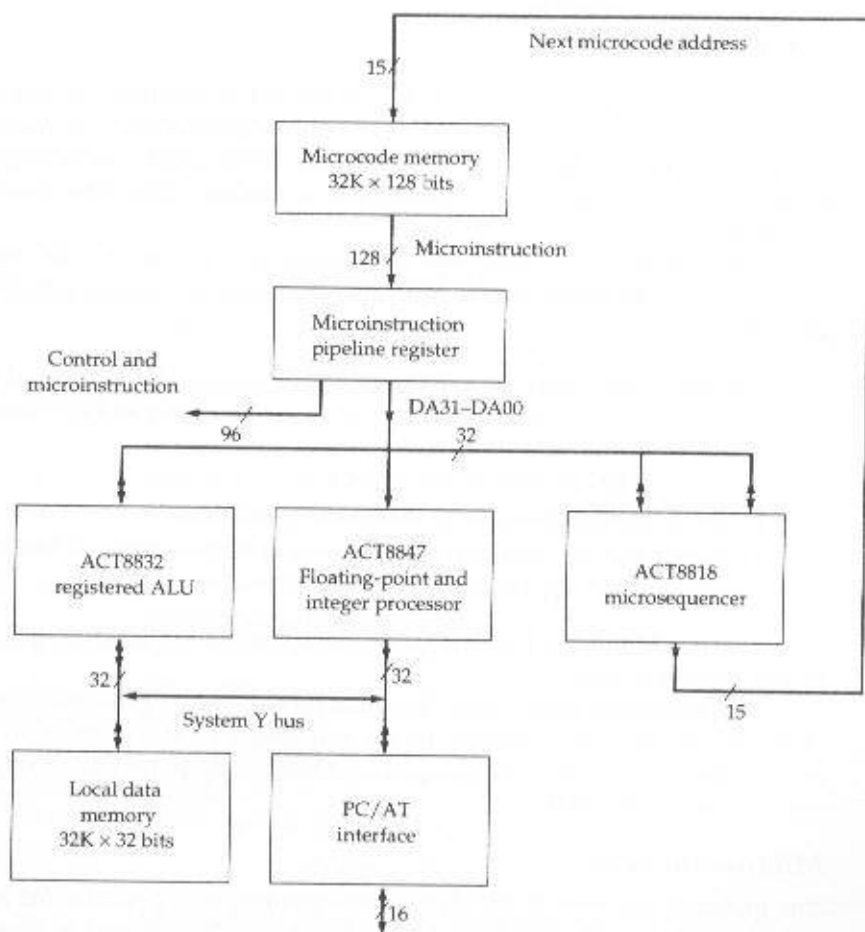 Next microcode address
15
Microcode memory
32K × 128 bits
Microinstruction
128
Microinstruction
pipeline register
Control and
microinstruction
DA31–DA00
96
32
ACT8832
registered ALU
ACT8847
Floating-point and
integer processor
ACT8818
microsequencer
32
32
15
System Y bus
Local data
memory
32K × 32 bits
PC/AT
interface
16